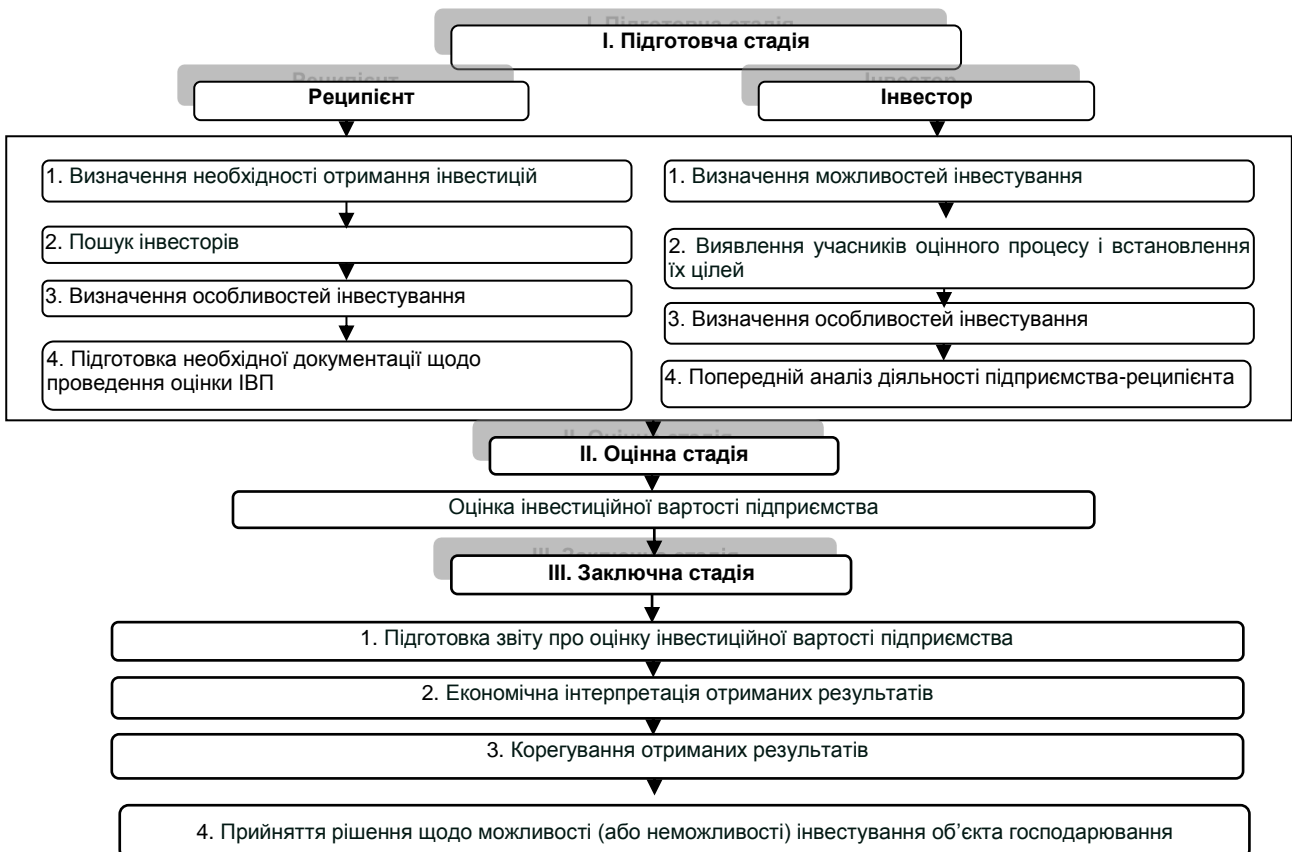 І. Підготовча стадія
Реципієнт
Інвестор
1. Визначення необхідності отримання інвестицій
2. Пошук інвесторів
3. Визначення особливостей інвестування
4. Підготовка необхідної документації щодо
проведення оцінки ІВП
1. Визначення можливостей інвестування
2. Виявлення учасників оцінного процесу і встановлення
їх цілей
3. Визначення особливостей інвестування
4. Попередній аналіз діяльності підприємства-реципієнта
ІІ. Оцінна стадія
Оцінка інвестиційної вартості підприємства
ІІІ. Заключна стадія
1. Підготовка звіту про оцінку інвестиційної вартості підприємства
2. Економічна інтерпретація отриманих результатів
3. Корегування отриманих результатів
4. Прийняття рішення щодо можливості (або неможливості) інвестування об’єкта господарювання